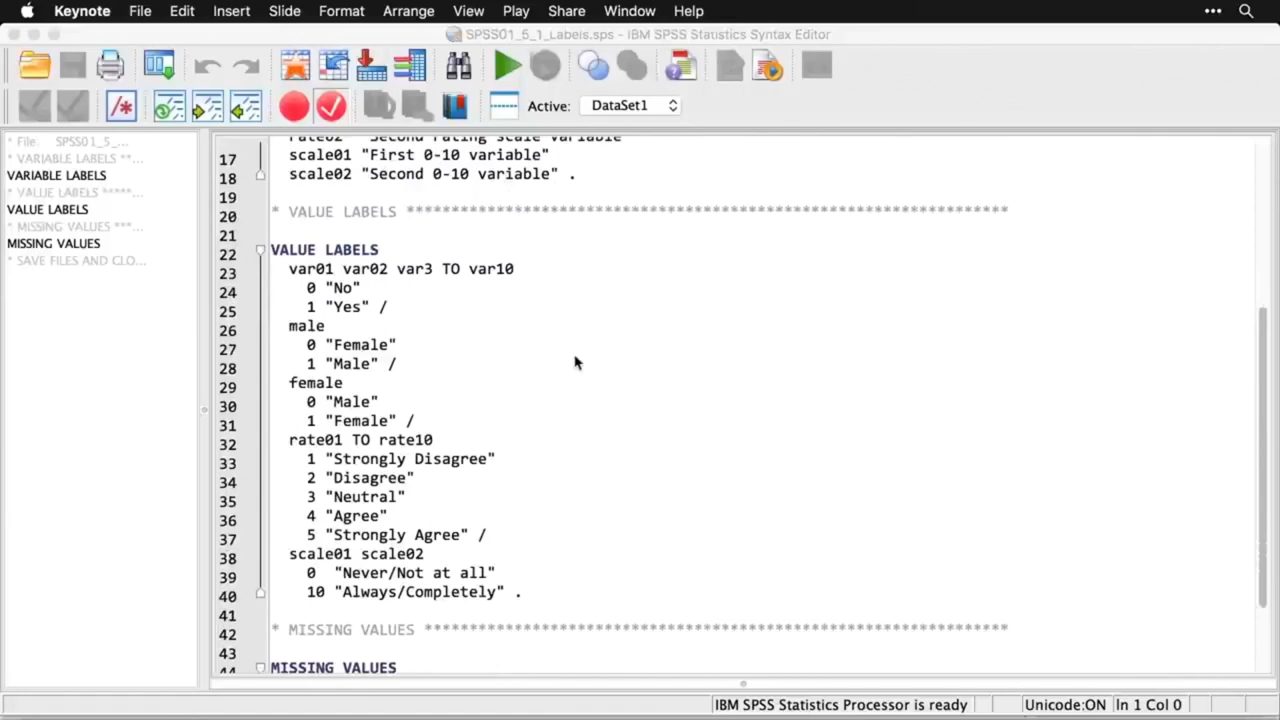 Keynote File Edit Insert Slide Format Arrange View Play Share Window Help
SPSS01_5_1_Labels.sps - IBM SPSS Statistics Syntax Editor
Active: DataSet1
* File: SPSS01_5_...
* VARIABLE LABELS **...
VARIABLE LABELS
* VALUE LABELS *****...
VALUE LABELS
* MISSING VALUES ***...
MISSING VALUES
* SAVE FILES AND CLO...
rate02 "Second rating scale variable"
17 scale01 "First 0-10 variable"
18 scale02 "Second 0-10 variable" .
19
20 * VALUE LABELS *******************************************************************
21
22 VALUE LABELS
23 var01 var02 var3 TO var10
24 0 "No"
25 1 "Yes" /
26 male
27 0 "Female"
28 1 "Male" /
29 female
30 0 "Male"
31 1 "Female" /
32 rate01 TO rate10
33 1 "Strongly Disagree"
34 2 "Disagree"
35 3 "Neutral"
36 4 "Agree"
37 5 "Strongly Agree" /
38 scale01 scale02
39 0 "Never/Not at all"
40 10 "Always/Completely" .
41
42 * MISSING VALUES *****************************************************************
43
44 MISSING VALUES
IBM SPSS Statistics Processor is ready Unicode:ON In 1 Col 0